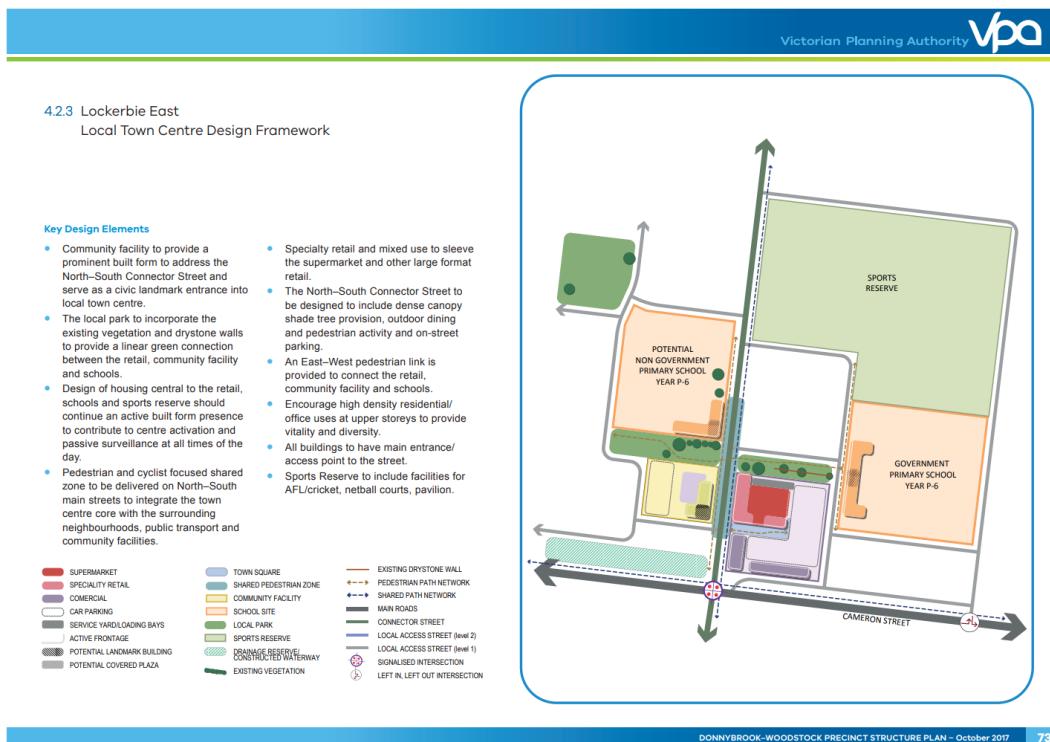 Victorian Planning Authority
vpa
4.2.3 Lockerbie East
Local Town Centre Design Framework
Key Design Elements
Community facility to provide a
prominent built form to address the
North–South Connector Street and
serve as a civic landmark entrance into
local town centre.
The local park to incorporate the
existing vegetation and drystone walls
to provide a linear green connection
between the retail, community facility
and schools.
Design of housing central to the retail,
schools and sports reserve should
continue an active built form presence
to contribute to centre activation and
passive surveillance at all times of the
day.
Pedestrian and cyclist focused shared
zone to be delivered on North–South
main streets to integrate the town
centre core with the surrounding
neighbourhoods, public transport and
community facilities.
Specialty retail and mixed use to sleeve
the supermarket and other large format
retail.
The North–South Connector Street to
be designed to include dense canopy
shade tree provision, outdoor dining
and pedestrian activity and on-street
parking.
An East–West pedestrian link is
provided to connect the retail,
community facility and schools.
Encourage high density residential/
office uses at upper storeys to provide
vitality and diversity.
All buildings to have main entrance/
access point to the street.
Sports Reserve to include facilities for
AFL/cricket, netball courts, pavilion.
SUPERMARKET
SPECIALITY RETAIL
COMERCIAL
CAR PARKING
SERVICE YARD/LOADING BAYS
ACTIVE FRONTAGE
POTENTIAL LANDMARK BUILDING
POTENTIAL COVERED PLAZA
TOWN SQUARE
SHARED PEDESTRIAN ZONE
COMMUNITY FACILITY
SCHOOL SITE
LOCAL PARK
SPORTS RESERVE
DRAINAGE RESERVE/
CONSTRUCTED WATERWAY
EXISTING VEGETATION
EXISTING DRYSTONE WALL
PEDESTRIAN PATH NETWORK
SHARED PATH NETWORK
MAIN ROADS
CONNECTOR STREET
LOCAL ACCESS STREET (level 2)
LOCAL ACCESS STREET (level 1)
SIGNALISED INTERSECTION
LEFT IN, LEFT OUT INTERSECTION
SPORTS
RESERVE
POTENTIAL
NON GOVERNMENT
PRIMARY SCHOOL
YEAR P-6
GOVERNMENT
PRIMARY SCHOOL
YEAR P-6
CAMERON STREET
DONNYBROOK–WOODSTOCK PRECINCT STRUCTURE PLAN – October 2017 73